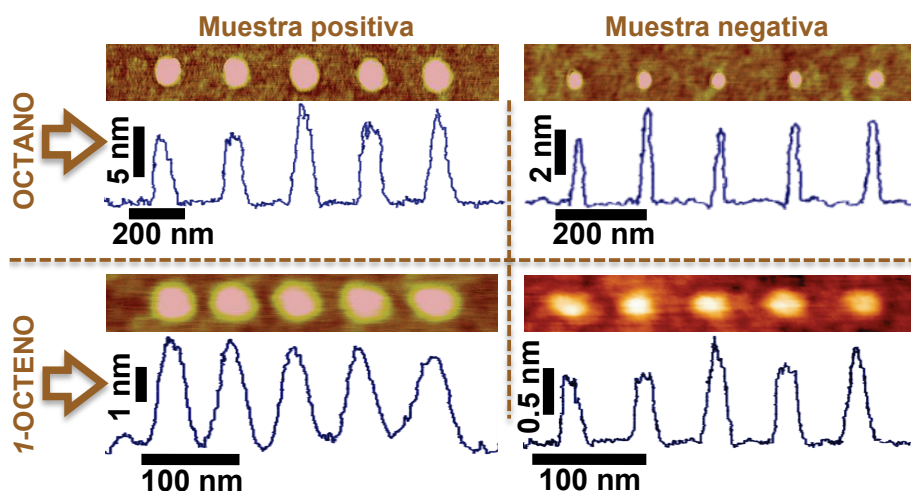 Muestra positiva
Muestra negativa
OCTANO
5 nm
200 nm
2 nm
200 nm
1-OCTENO
1 nm
100 nm
0.5 nm
100 nm